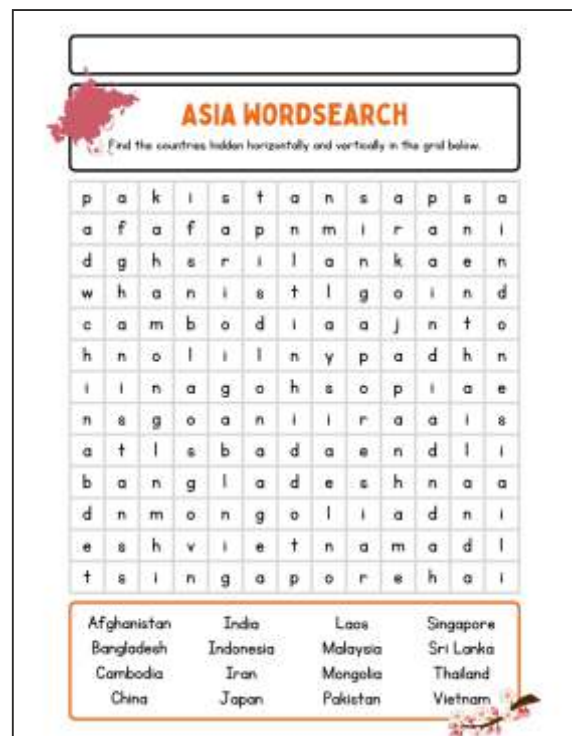 ASIA WORDSEARCH
Find the countries hidden horizontally and vertically in the grid below.
p a k i s t a n s a p s a
a f a f a p n m i r a n i
d g h s r i l a n k a e n
w h a n i s t l g o i n d
c a m b o d i a a j n t o
h n o l i l n y p a d h n
i i n a g o h s o p i a e
n s g o a n i i r a a i s
a t l s b a d a e n d l i
b a n g l a d e s h n a a
d n m o n g o l i a d n i
e s h v i e t n a m a d l
t s i n g a p o r e h a i
Afghanistan India Laos Singapore
Bangladesh Indonesia Malaysia Sri Lanka
Cambodia Iran Mongolia Thailand
China Japan Pakistan Vietnam